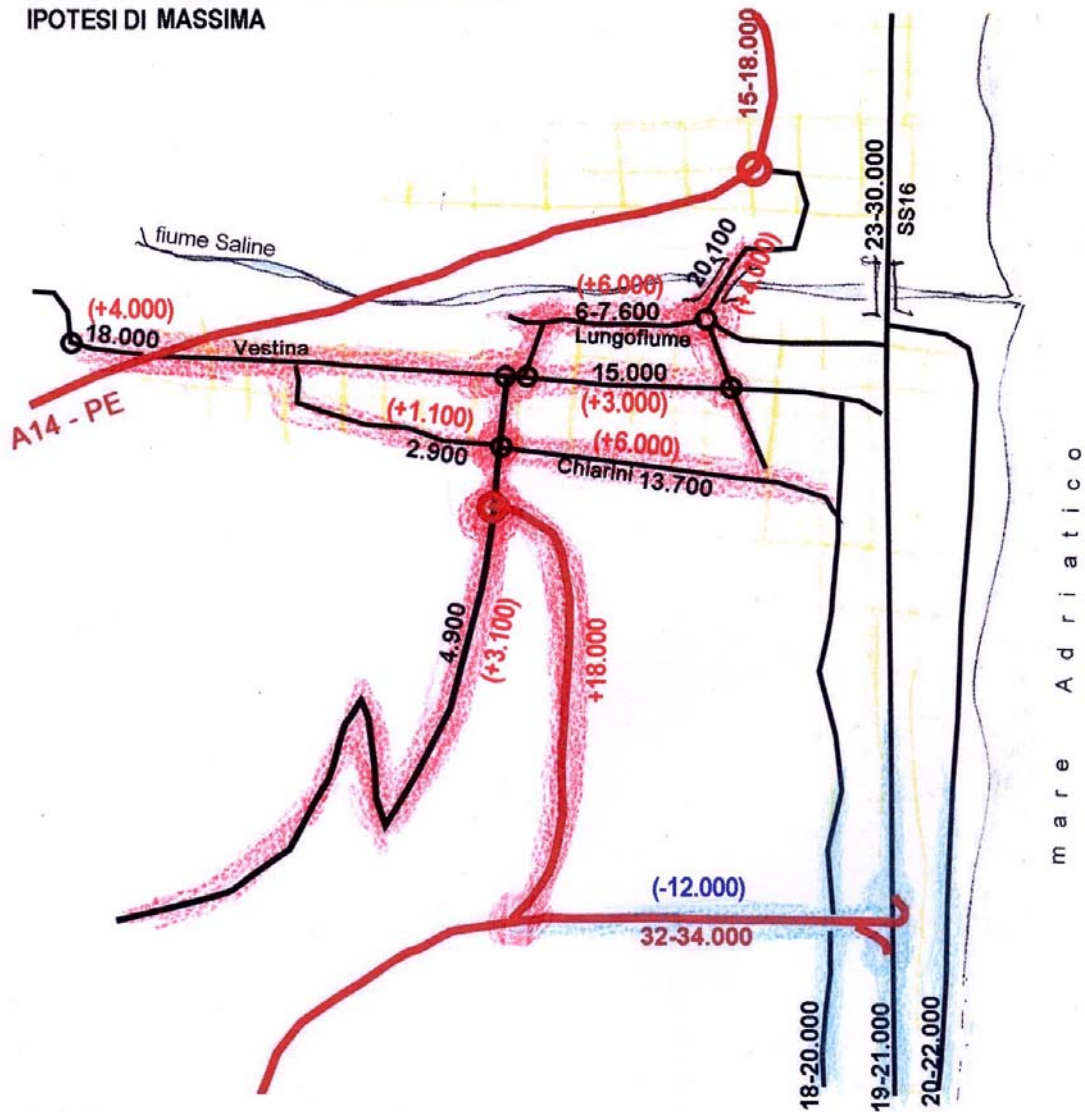 IPOTESI DI MASSIMA
15-18.000
23-30.000
SS16
fiume Saline
20.100
(+4.000)
(+6.000)
6-7.600
Lungofiume
(+4.000)
18.000
Vestina
15.000
(+3.000)
A14 - PE
(+1.100)
2.900
(+6.000)
Chiarini 13.700
4.900
(+3.100)
+18.000
mare Adriatico
(-12.000)
32-34.000
18-20.000
19-21.000
20-22.000